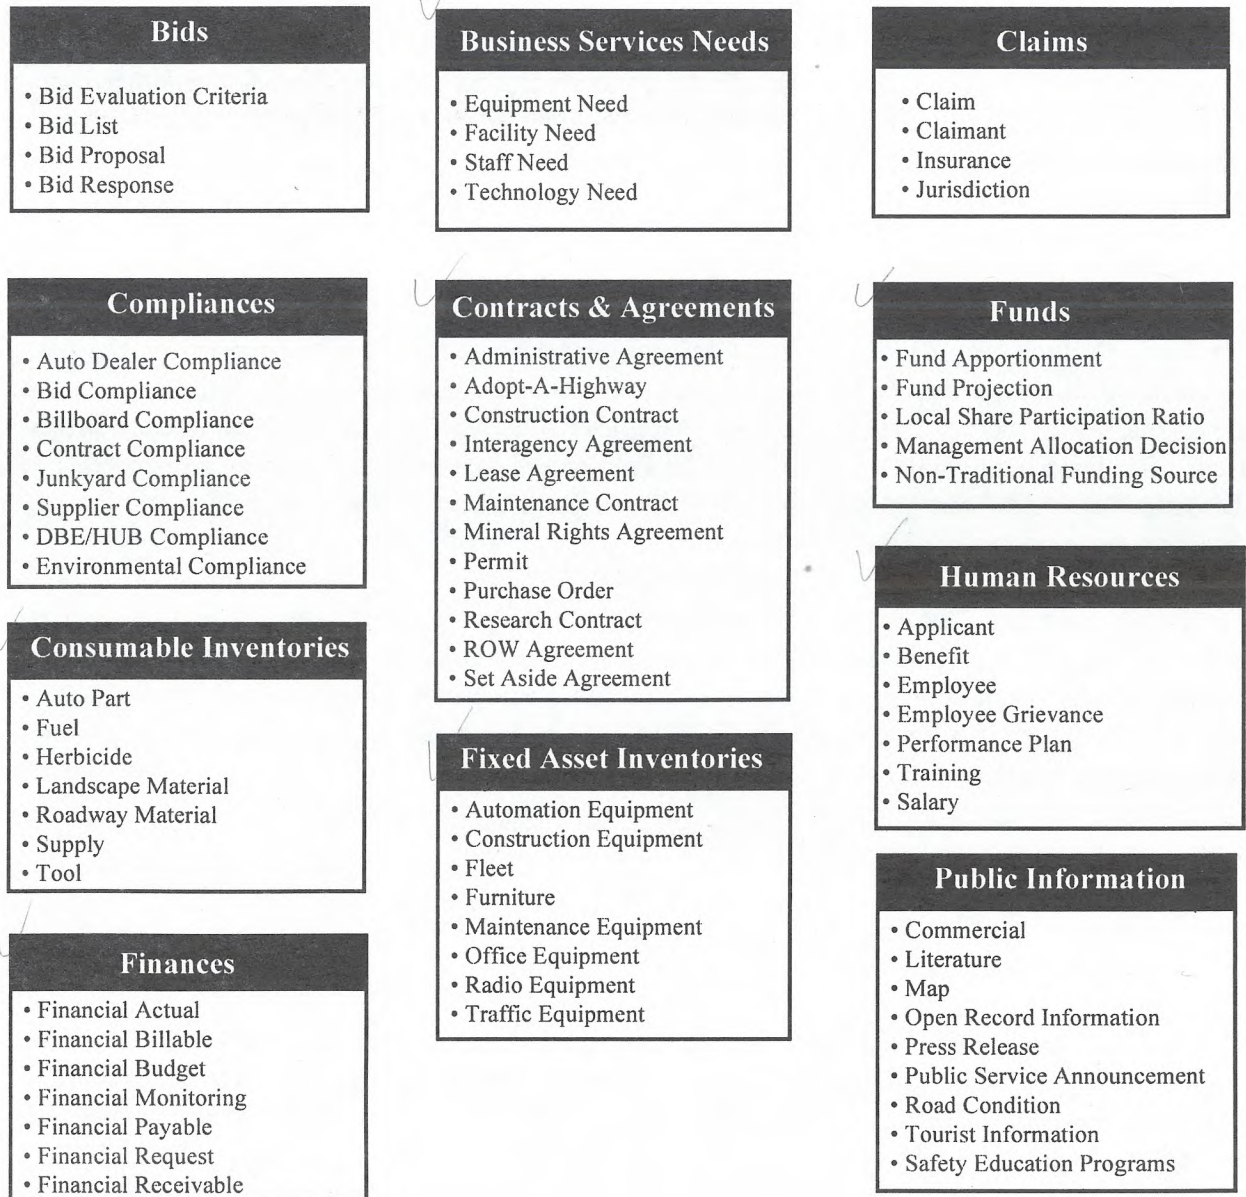 Bids
• Bid Evaluation Criteria
• Bid List
• Bid Proposal
• Bid Response
Business Services Needs
• Equipment Need
• Facility Need
• Staff Need
• Technology Need
Claims
• Claim
• Claimant
• Insurance
• Jurisdiction
Compliances
• Auto Dealer Compliance
• Bid Compliance
• Billboard Compliance
• Contract Compliance
• Junkyard Compliance
• Supplier Compliance
• DBE/HUB Compliance
• Environmental Compliance
Contracts & Agreements
• Administrative Agreement
• Adopt-A-Highway
• Construction Contract
• Interagency Agreement
• Lease Agreement
• Maintenance Contract
• Mineral Rights Agreement
• Permit
• Purchase Order
• Research Contract
• ROW Agreement
• Set Aside Agreement
Funds
• Fund Apportionment
• Fund Projection
• Local Share Participation Ratio
• Management Allocation Decision
• Non-Traditional Funding Source
Human Resources
• Applicant
• Benefit
• Employee
• Employee Grievance
• Performance Plan
• Training
• Salary
Consumable Inventories
• Auto Part
• Fuel
• Herbicide
• Landscape Material
• Roadway Material
• Supply
• Tool
Fixed Asset Inventories
• Automation Equipment
• Construction Equipment
• Fleet
• Furniture
• Maintenance Equipment
• Office Equipment
• Radio Equipment
• Traffic Equipment
Public Information
• Commercial
• Literature
• Map
• Open Record Information
• Press Release
• Public Service Announcement
• Road Condition
• Tourist Information
• Safety Education Programs
Finances
• Financial Actual
• Financial Billable
• Financial Budget
• Financial Monitoring
• Financial Payable
• Financial Request
• Financial Receivable